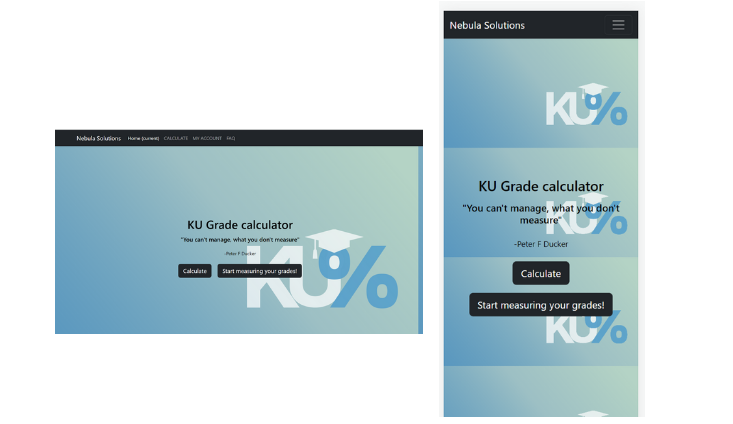 Nebula Solutions Home (current) CALCULATE MY ACCOUNT FAQ
KU Grade calculator
"You can't manage, what you don't measure"
-Peter F Ducker
Calculate Start measuring your grades!
KU%
Nebula Solutions
KU%
KU Grade calculator
"You can't manage, what you don't
measure"
KU%
-Peter F Ducker
Calculate
Start measuring your grades!
KU%